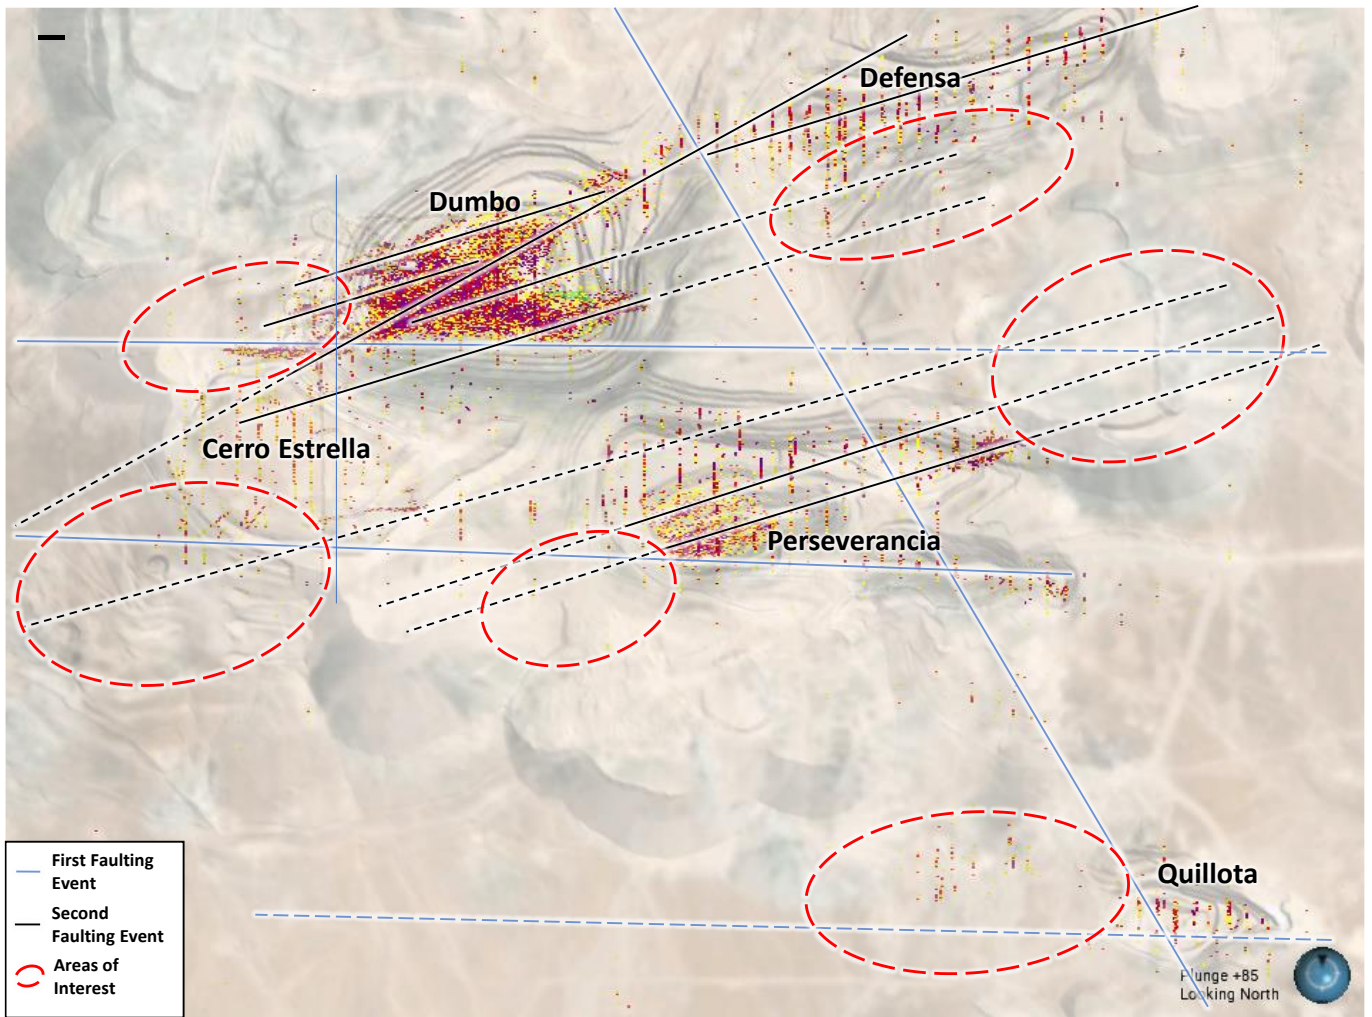 Defensa
Dumbo
Cerro Estrella
Perseverancia
Quillota
First Faulting
Event
Second
Faulting Event
Areas of
Interest
Plunge +85
Looking North